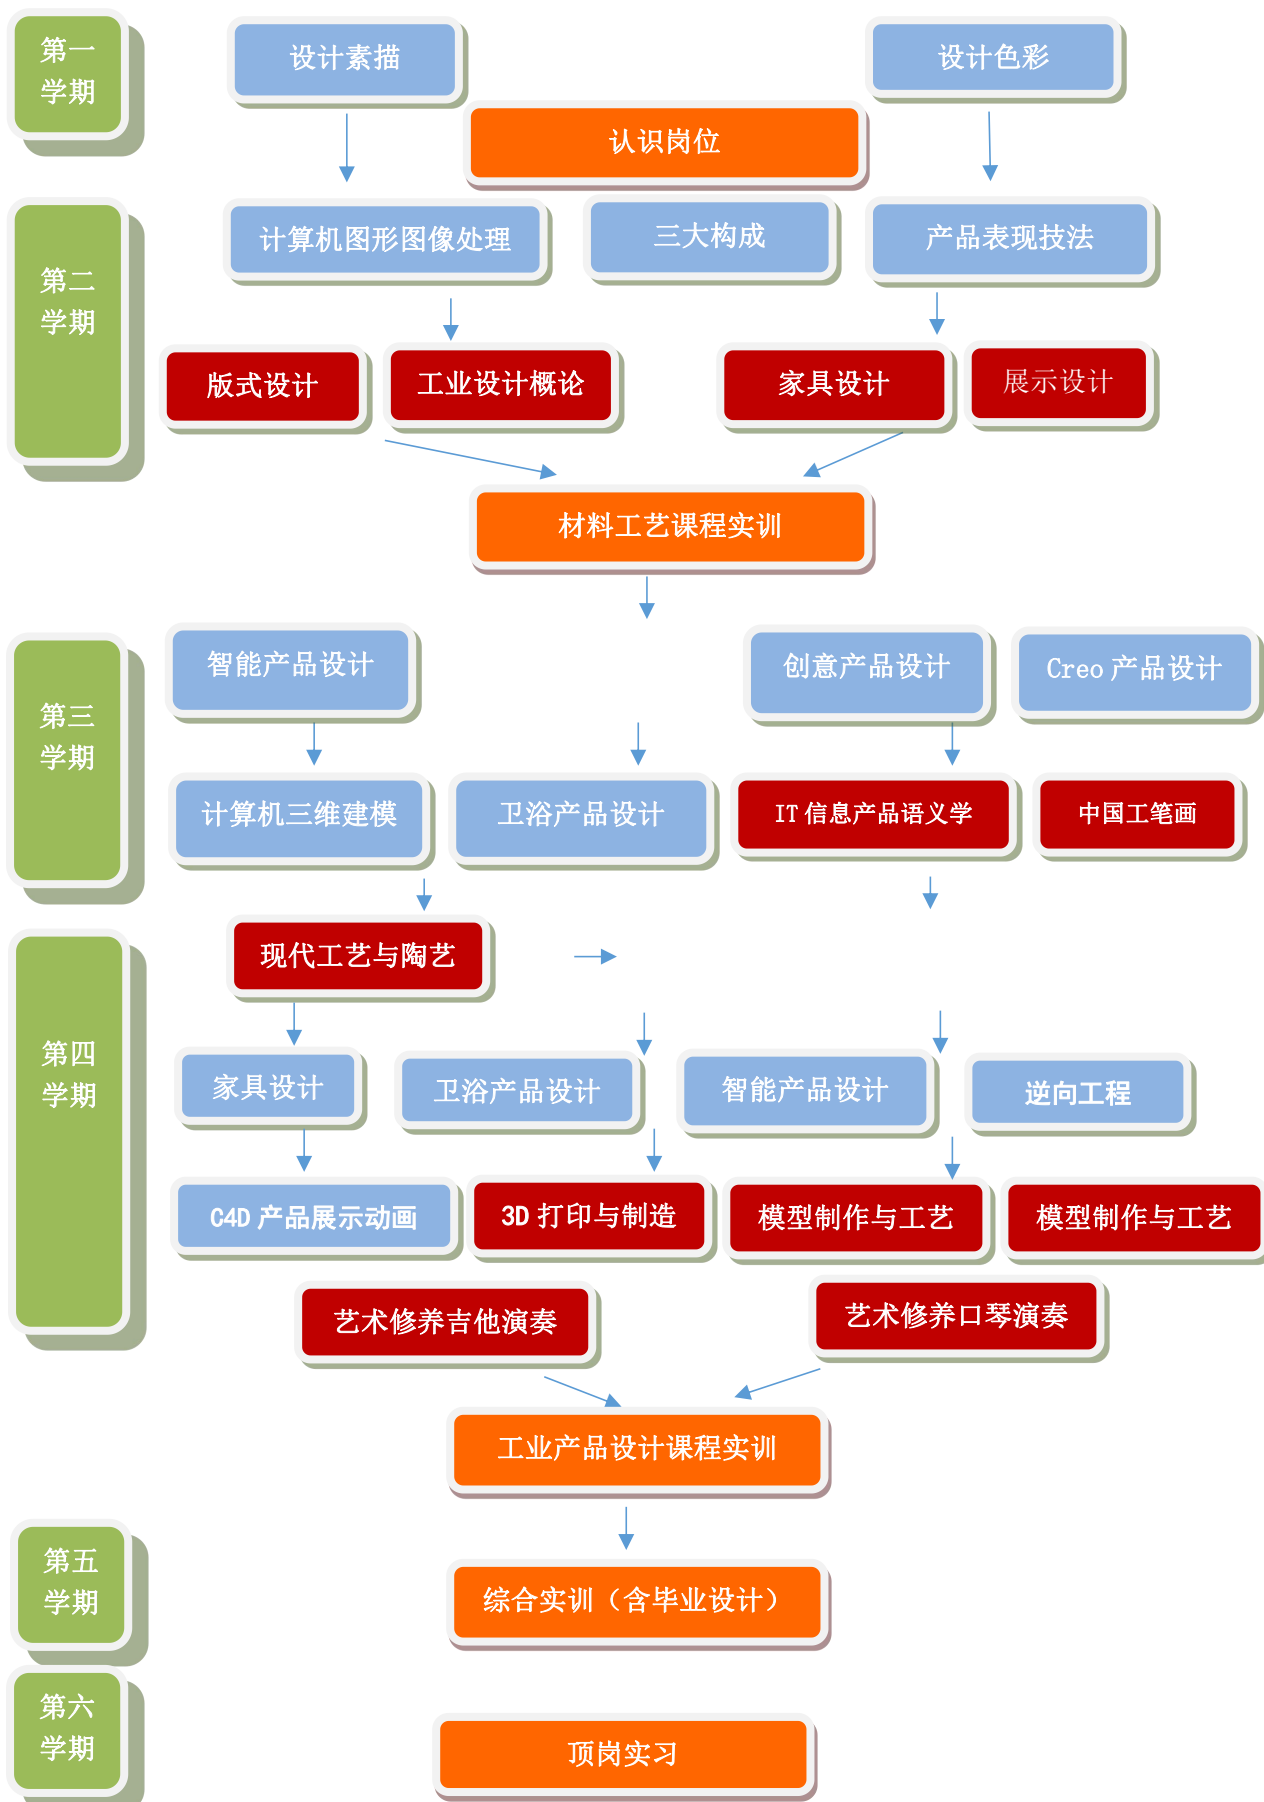 第一
学期
设计素描
设计色彩
认识岗位
第二
学期
计算机图形图像处理
三大构成
产品表现技法
版式设计
工业设计概论
家具设计
展示设计
材料工艺课程实训
第三
学期
智能产品设计
创意产品设计
Creo 产品设计
计算机三维建模
卫浴产品设计
IT 信息产品语义学
中国工笔画
第四
学期
现代工艺与陶艺
家具设计
卫浴产品设计
智能产品设计
逆向工程
C4D 产品展示动画
3D 打印与制造
模型制作与工艺
模型制作与工艺
艺术修养吉他演奏
艺术修养口琴演奏
工业产品设计课程实训
第五
学期
综合实训（含毕业设计）
第六
学期
顶岗实习